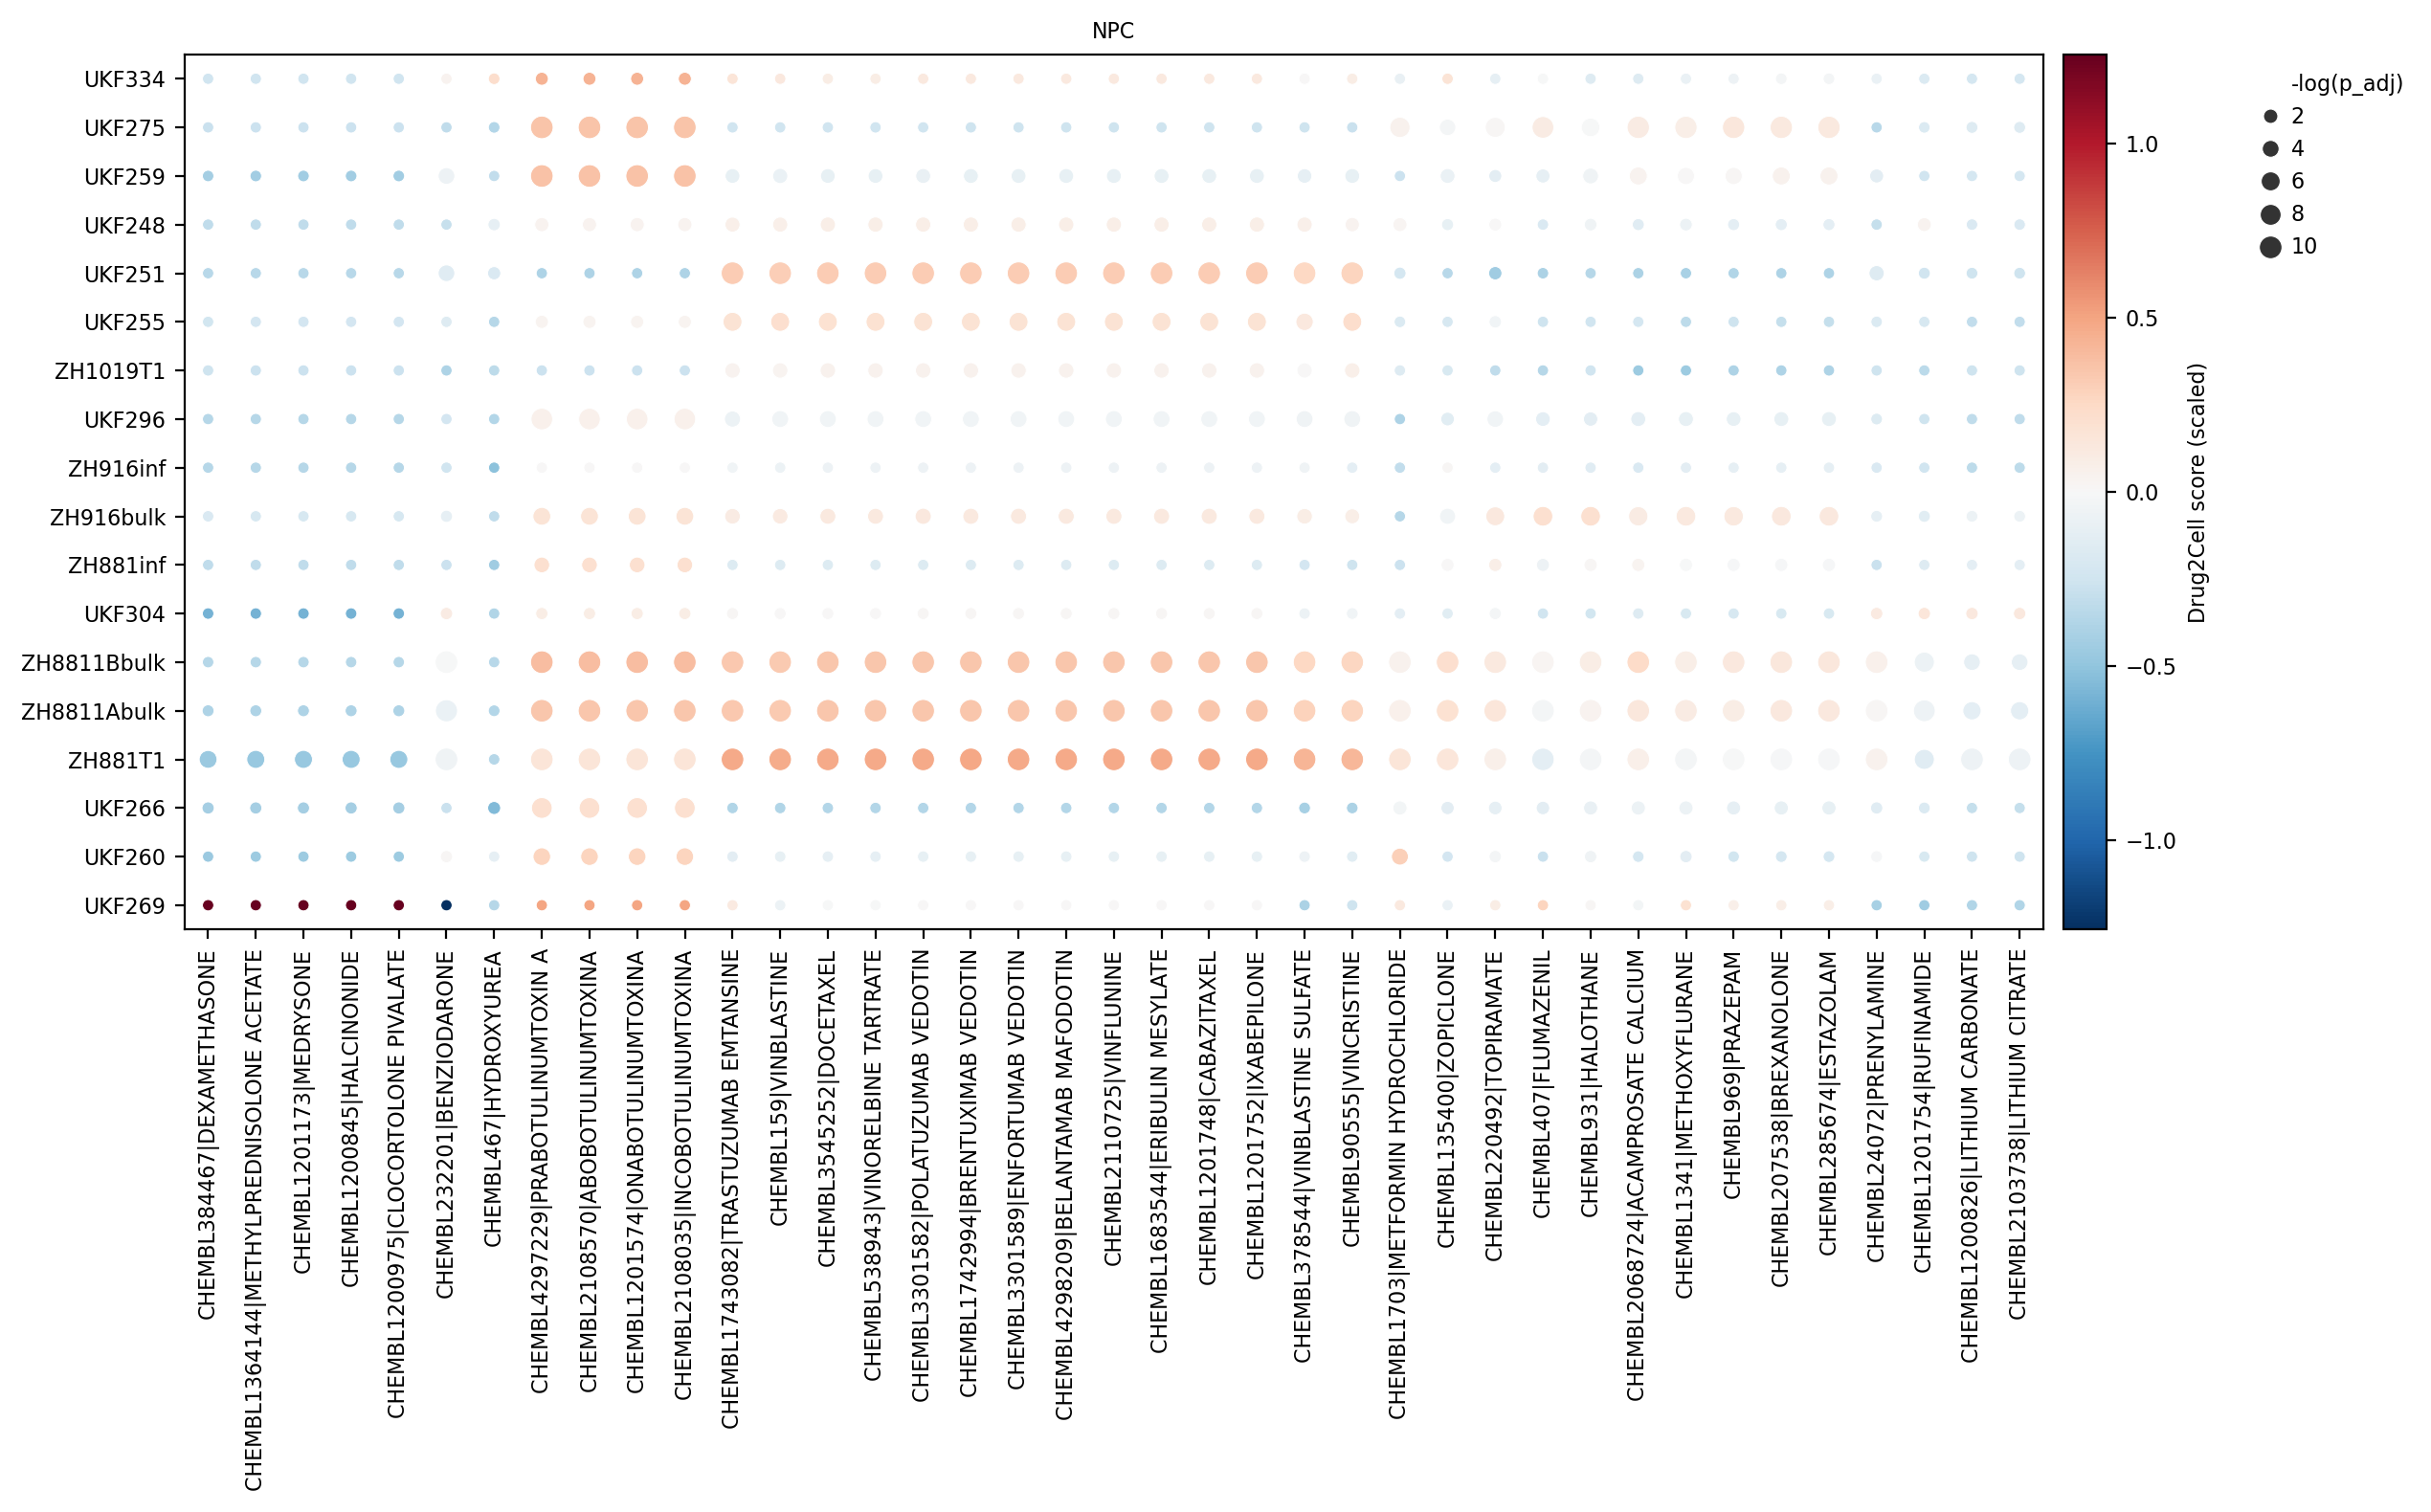 NPC
UKF334
UKF275
UKF259
UKF248
UKF251
UKF255
ZH1019T1
UKF296
ZH916inf
ZH916bulk
ZH881inf
UKF304
ZH8811Bbulk
ZH8811Abulk
ZH881T1
UKF266
UKF260
UKF269
CHEMBL384467|DEXAMETHASONE
CHEMBL1364144|METHYLPREDNISOLONE ACETATE
CHEMBL1201173|MEDRYSONE
CHEMBL1200845|HALCINONIDE
CHEMBL1200975|CLOCORTOLONE PIVALATE
CHEMBL232201|BENZIODARONE
CHEMBL467|HYDROXYUREA
CHEMBL4297229|PRABOTULINUMTOXIN A
CHEMBL2108570|ABOBOTULINUMTOXINA
CHEMBL1201574|ONABOTULINUMTOXINA
CHEMBL2108035|INCOBOTULINUMTOXINA
CHEMBL1743082|TRASTUZUMAB EMTANSINE
CHEMBL159|VINBLASTINE
CHEMBL3545252|DOCETAXEL
CHEMBL538943|VINORELBINE TARTRATE
CHEMBL3301582|POLATUZUMAB VEDOTIN
CHEMBL1742994|BRENTUXIMAB VEDOTIN
CHEMBL3301589|ENFORTUMAB VEDOTIN
CHEMBL4298209|BELANTAMAB MAFODOTIN
CHEMBL2110725|VINFLUNINE
CHEMBL1683544|ERIBULIN MESYLATE
CHEMBL1201748|CABAZITAXEL
CHEMBL1201752|IXABEPILONE
CHEMBL378544|VINBLASTINE SULFATE
CHEMBL90555|VINCRISTINE
CHEMBL1703|METFORMIN HYDROCHLORIDE
CHEMBL135400|ZOPICLONE
CHEMBL220492|TOPIRAMATE
CHEMBL407|FLUMAZENIL
CHEMBL931|HALOTHANE
CHEMBL2068724|ACAMPROSATE CALCIUM
CHEMBL1341|METHOXYFLURANE
CHEMBL969|PRAZEPAM
CHEMBL207538|BREXANOLONE
CHEMBL285674|ESTAZOLAM
CHEMBL24072|PRENYLAMINE
CHEMBL1201754|RUFINAMIDE
CHEMBL1200826|LITHIUM CARBONATE
CHEMBL2103738|LITHIUM CITRATE
1.0
0.5
0.0
−0.5
−1.0
Drug2Cell score (scaled)
-log(p_adj)
2
4
6
8
10